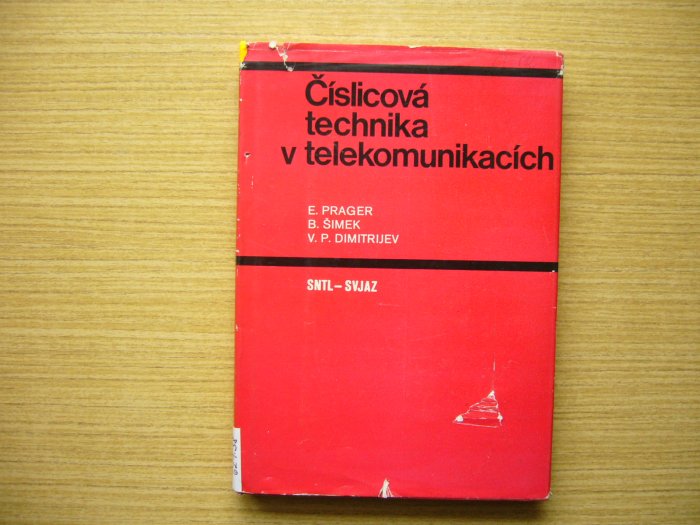 Číslicová
technika
v telekomunikacích
E. PRAGER
B. ŠIMEK
V. P. DIMITRIJEV
SNTL – SVJAZ